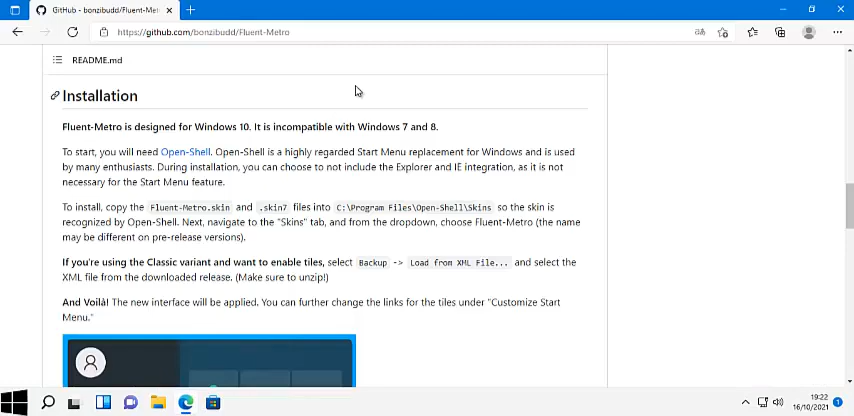 GitHub - bonzibudd/Fluent-Met
https://github.com/bonzibudd/Fluent-Metro
README.md
Installation
Fluent-Metro is designed for Windows 10. It is incompatible with Windows 7 and 8.
To start, you will need Open-Shell. Open-Shell is a highly regarded Start Menu replacement for Windows and is used
by many enthusiasts. During installation, you can choose to not include the Explorer and IE integration, as it is not
necessary for the Start Menu feature.
To install, copy the Fluent-Metro.skin and .skin7 files into C:\Program Files\Open-Shell\Skins so the skin is
recognized by Open-Shell. Next, navigate to the "Skins" tab, and from the dropdown, choose Fluent-Metro (the name
may be different on pre-release versions).
If you're using the Classic variant and want to enable tiles, select Backup -> Load from XML File... and select the
XML file from the downloaded release. (Make sure to unzip!)
And Voilà! The new interface will be applied. You can further change the links for the tiles under "Customize Start
Menu."
19:22
16/10/2021
1